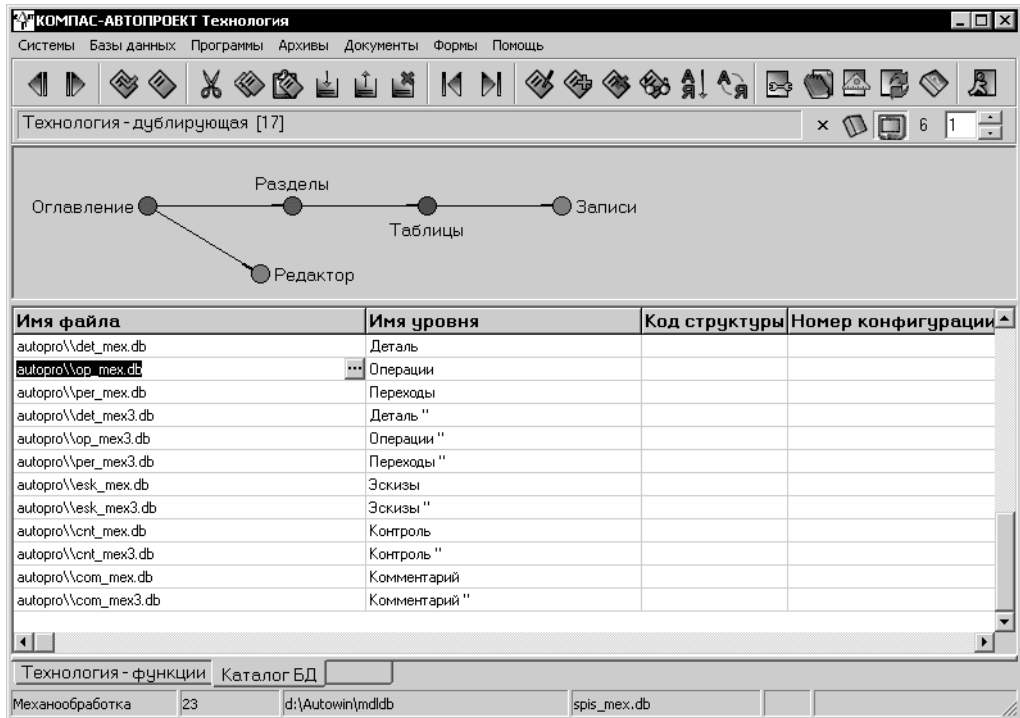 КОМПАС-АВТОПРОЕКТ Технология
Системы Базы данных Программы Архивы Документы Формы Помощь
Технология-дублирующая [17] 6 1
Разделы
Оглавление Записи
Таблицы
Редактор
Имя файла Имя уровня Код структуры Номер конфигурации
autopro\\det_mex.db Деталь
autopro\\op_mex.db ... Операции
autopro\\per_mex.db Переходы
autopro\\det_mex3.db Деталь "
autopro\\op_mex3.db Операции "
autopro\\per_mex3.db Переходы "
autopro\\esk_mex.db Эскизы
autopro\\esk_mex3.db Эскизы "
autopro\\cnt_mex.db Контроль
autopro\\cnt_mex3.db Контроль "
autopro\\com_mex.db Комментарий
autopro\\com_mex3.db Комментарий "
Технология-функции Каталог БД
Механообработка 23 d:\Autowin\mdldb spis_mex.db